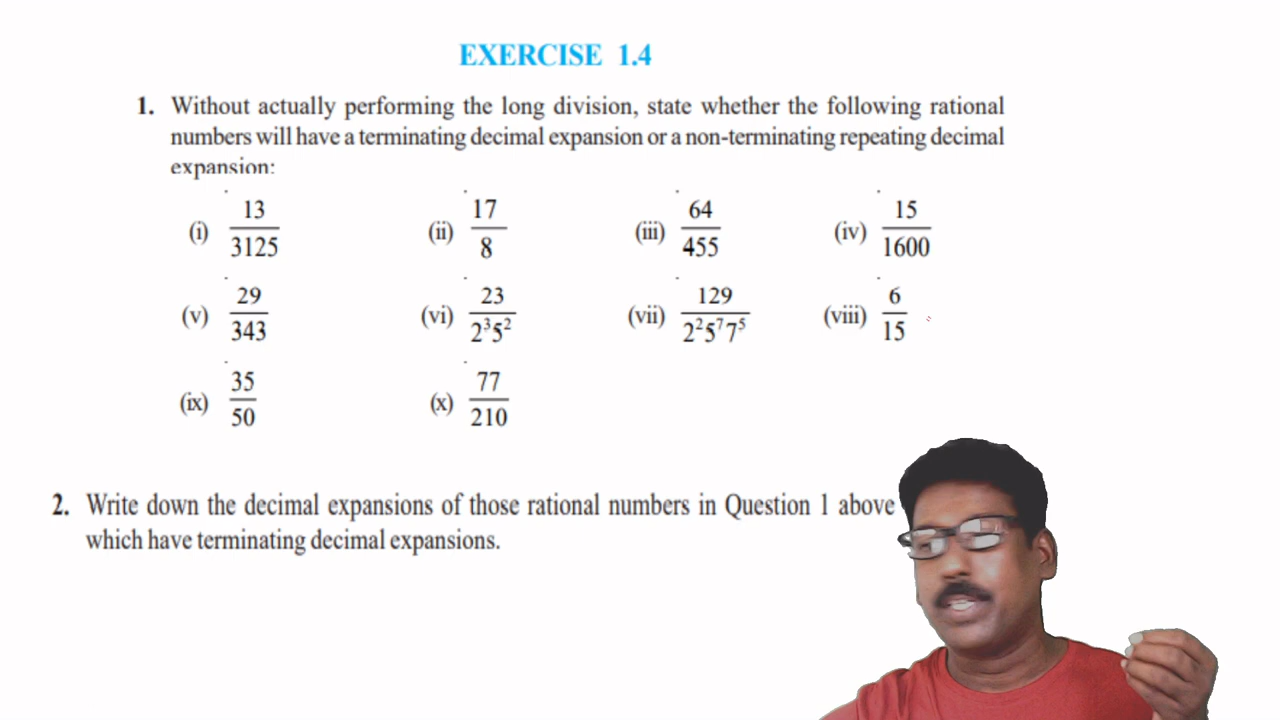 EXERCISE 1.4
1. Without actually performing the long division, state whether the following rational
numbers will have a terminating decimal expansion or a non-terminating repeating decimal
expansion:
(i) 13/3125 (ii) 17/8 (iii) 64/455 (iv) 15/1600
(v) 29/343 (vi) 23/2³5² (vii) 129/2²5⁷7⁵ (viii) 6/15
(ix) 35/50 (x) 77/210
2. Write down the decimal expansions of those rational numbers in Question 1 above
which have terminating decimal expansions.